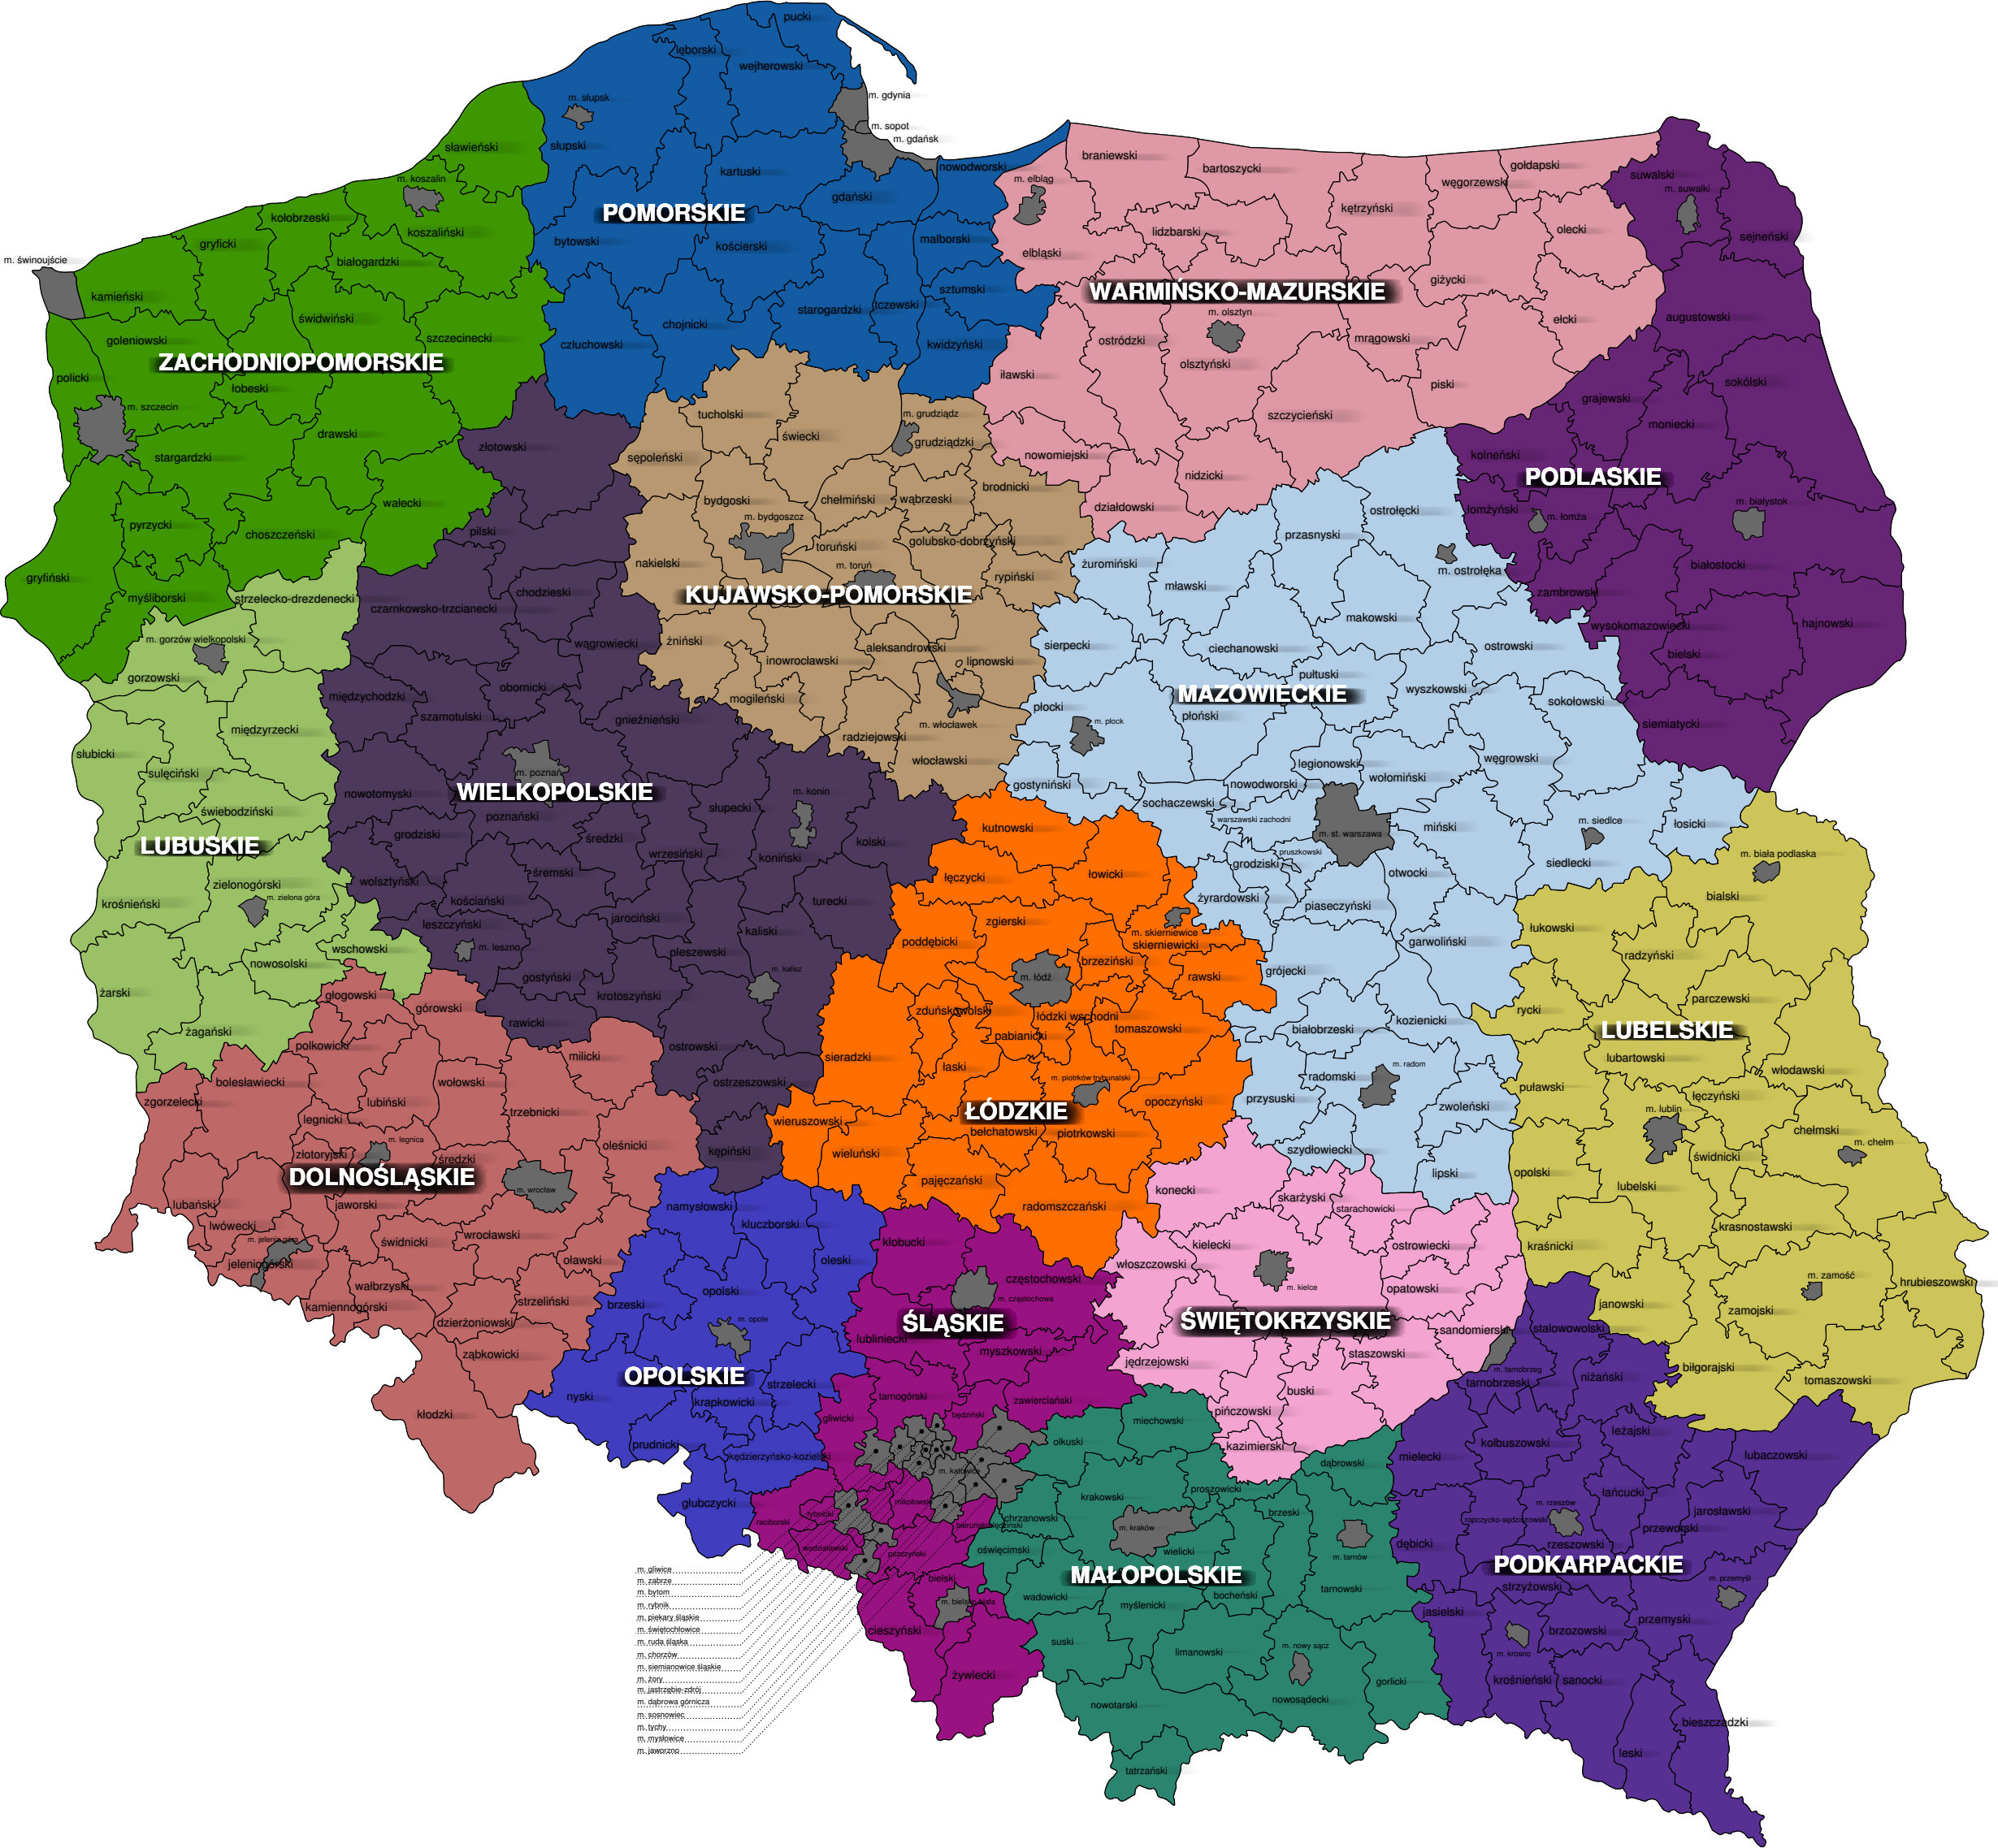 pucki
lęborski
wejherowski
m. słupsk
m. gdynia
m. sopot
m. gdańsk
słupski
kartuski
nowodworski
gdański
POMORSKIE
bytowski
kościerski
malborski
sztumski
starogardzki
tczewski
chojnicki
człuchowski
kwidzyński
sławieński
m. koszalin
kołobrzeski
koszaliński
gryficki
białogardzki
m. świnoujście
kamieński
świdwiński
goleniowski
szczecinecki
ZACHODNIOPOMORSKIE
policki
łobeski
m. szczecin
drawski
stargardzki
wałecki
pyrzycki
choszczeński
gryfiński
myśliborski
braniewski
bartoszycki
gołdapski
węgorzewski
m. elbląg
kętrzyński
lidzbarski
olecki
elbląski
giżycki
WARMIŃSKO-MAZURSKIE
m. olsztyn
ełcki
ostródzki
mrągowski
olsztyński
iławski
piski
szczycieński
nowomiejski
nidzicki
działdowski
suwalski
m. suwałki
sejneński
augustowski
sokólski
grajewski
moniecki
kolneński
PODLASKIE
m. białystok
łomżyński
m. łomża
białostocki
zambrowski
wysokomazowiecki
hajnowski
bielski
siemiatycki
tucholski
m. grudziądz
świecki
grudziądzki
sępoleński
brodnicki
bydgoski
chełmiński
wąbrzeski
m. bydgoszcz
toruński
golubsko-dobrzyński
nakielski
m. toruń
rypiński
KUJAWSKO-POMORSKIE
żniński
aleksandrowski
inowrocławski
lipnowski
mogileński
m. włocławek
radziejowski
włocławski
złotowski
pilski
chodzieski
czarnkowsko-trzcianecki
wągrowiecki
obornicki
międzychodzki
szamotulski
gnieźnieński
m. poznań
nowotomyski
WIELKOPOLSKIE
m. konin
słupecki
poznański
grodziski
średzki
kolski
wrzesiński
koniński
śremski
wolsztyński
kościański
turecki
jarociński
leszczyński
kaliski
m. leszno
pleszewski
m. kalisz
gostyński
krotoszyński
rawicki
ostrowski
ostrzeszowski
kępiński
strzelecko-drezdenecki
m. gorzów wielkopolski
gorzowski
międzyrzecki
słubicki
sulęciński
świebodziński
LUBUSKIE
zielonogórski
m. zielona góra
krośnieński
wschowski
nowosolski
żarski
żagański
ostrołęcki
przasnyski
żuromiński
m. ostrołęka
mławski
makowski
sierpecki
ciechanowski
ostrowski
pułtuski
MAZOWIECKIE
wyszkowski
sokołowski
płocki
płoński
m. płock
węgrowski
legionowski
wołomiński
gostyniński
nowodworski
sochaczewski
warszawski zachodni
m. st. warszawa
miński
m. siedlce
łosicki
pruszkowski
grodziski
siedlecki
otwocki
żyrardowski
piaseczyński
garwoliński
grójecki
białobrzeski
kozienicki
m. radom
radomski
przysuski
zwoleński
szydłowiecki
lipski
kutnowski
łęczycki
łowicki
zgierski
m. skierniewice
skierniewicki
poddębicki
brzeziński
m. łódź
rawski
zduńskowolski
łódzki wschodni
tomaszowski
pabianicki
sieradzki
łaski
m. piotrków trybunalski
opoczyński
ŁÓDZKIE
wieruszowski
bełchatowski
piotrkowski
wieluński
pajęczański
radomszczański
m. biała podlaska
bialski
łukowski
radzyński
parczewski
rycki
LUBELSKIE
lubartowski
włodawski
puławski
łęczyński
m. lublin
chełmski
m. chełm
świdnicki
opolski
lubelski
krasnostawski
kraśnicki
m. zamość
hrubieszowski
janowski
zamojski
biłgorajski
tomaszowski
głogowski
górowski
polkowicki
milicki
bolesławiecki
wołowski
zgorzelecki
lubiński
legnicki
trzebnicki
m. legnica
oleśnicki
złotoryjski
średzki
DOLNOŚLĄSKIE
m. wrocław
lubański
jaworski
lwówecki
m. jelenia góra
świdnicki
wrocławski
jeleniogórski
oławski
wałbrzyski
kamiennogórski
strzeliński
dzierżoniowski
ząbkowicki
kłodzki
namysłowski
kluczborski
oleski
opolski
brzeski
m. opole
OPOLSKIE
strzelecki
nyski
krapkowicki
prudnicki
kędzierzyńsko-kozielski
głubczycki
kłobucki
częstochowski
m. częstochowa
ŚLĄSKIE
lubliniecki
myszkowski
tarnogórski
zawierciański
będziński
gliwicki
m. katowice
mikołowski
rybnicki
raciborski
bieruńsko-lędziński
wodzisławski
pszczyński
bielski
m. bielsko-biała
cieszyński
żywiecki
m. gliwice
m. zabrze
m. bytom
m. rybnik
m. piekary śląskie
m. świętochłowice
m. ruda śląska
m. chorzów
m. siemianowice śląskie
m. żory
m. jastrzębie-zdrój
m. dąbrowa górnicza
m. sosnowiec
m. tychy
m. mysłowice
m. jaworzno
konecki
skarżyski
starachowicki
kielecki
ostrowiecki
włoszczowski
m. kielce
opatowski
ŚWIĘTOKRZYSKIE
sandomierski
staszowski
jędrzejowski
buski
pińczowski
kazimierski
miechowski
olkuski
dąbrowski
proszowicki
krakowski
brzeski
chrzanowski
m. kraków
oświęcimski
wielicki
m. tarnów
MAŁOPOLSKIE
tarnowski
wadowicki
bocheński
myślenicki
suski
limanowski
m. nowy sącz
gorlicki
nowosądecki
nowotarski
tatrzański
stalowowolski
m. tarnobrzeg
tarnobrzeski
niżański
leżajski
kolbuszowski
mielecki
lubaczowski
łańcucki
m. rzeszów
jarosławski
ropczycko-sędziszowski
przeworski
dębicki
rzeszowski
PODKARPACKIE
m. przemyśl
strzyżowski
jasielski
przemyski
brzozowski
m. krosno
krośnieński
sanocki
bieszczadzki
leski